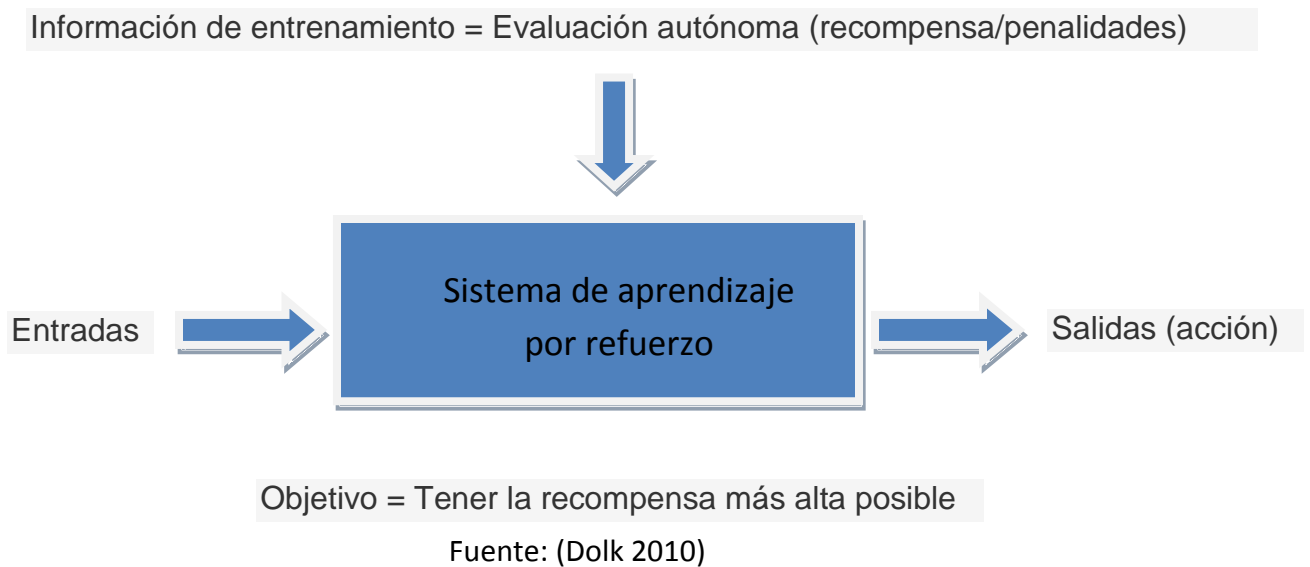 Información de entrenamiento = Evaluación autónoma (recompensa/penalidades)
Sistema de aprendizaje
por refuerzo
Entradas
Salidas (acción)
Objetivo = Tener la recompensa más alta posible
Fuente: (Dolk 2010)